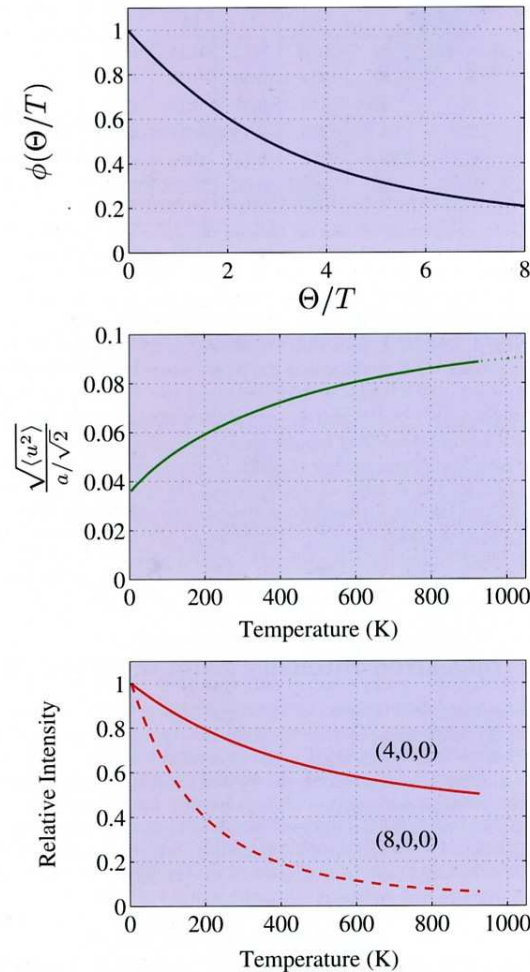 1
0.8
0.6
0.4
0.2
0
ϕ(Θ/T)
0 2 4 6 8
Θ/T
0.1
0.08
0.06
0.04
0.02
0
√⟨u²⟩
a/√2
0 200 400 600 800 1000
Temperature (K)
1
0.8
0.6
0.4
0.2
0
Relative Intensity
(4,0,0)
(8,0,0)
0 200 400 600 800 1000
Temperature (K)